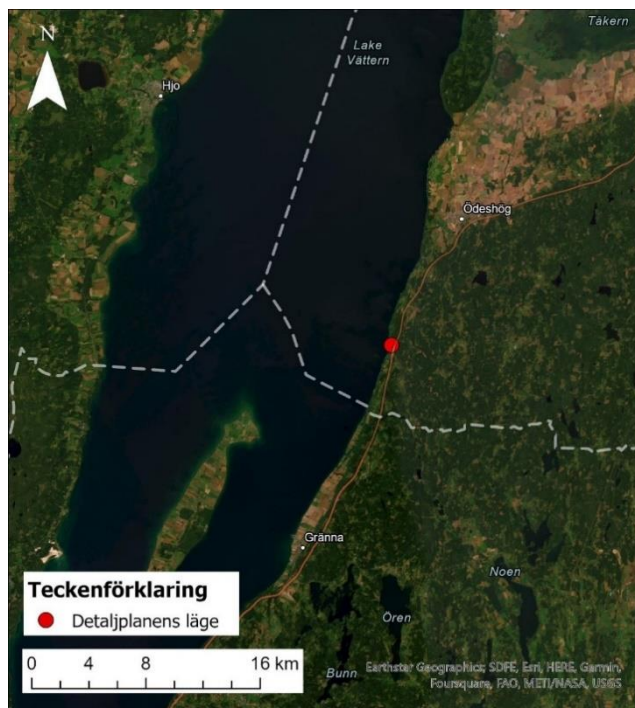 N
Hjo
Lake
Vättern
Tåkern
Ödeshög
Gränna
Noen
Ören
Bunn
Teckenförklaring
Detaljplanens läge
0 4 8 16 km
Earthstar Geographics, SDFE, Esri, HERE, Garmin,
Foursquare, FAO, METI/NASA, USGS